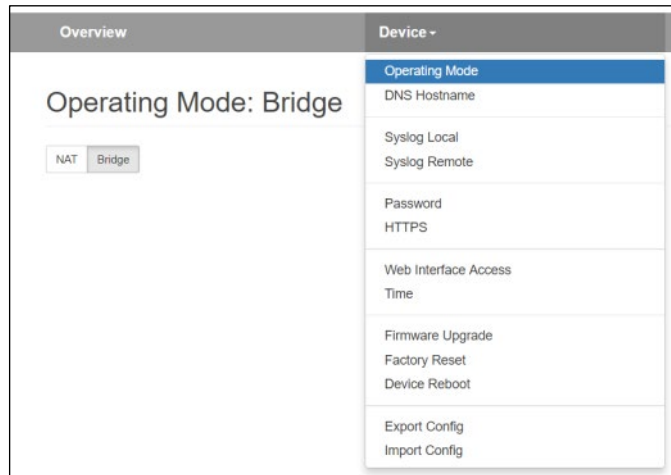 Overview
Device
Operating Mode: Bridge
NAT
Bridge
Operating Mode
DNS Hostname
Syslog Local
Syslog Remote
Password
HTTPS
Web Interface Access
Time
Firmware Upgrade
Factory Reset
Device Reboot
Export Config
Import Config